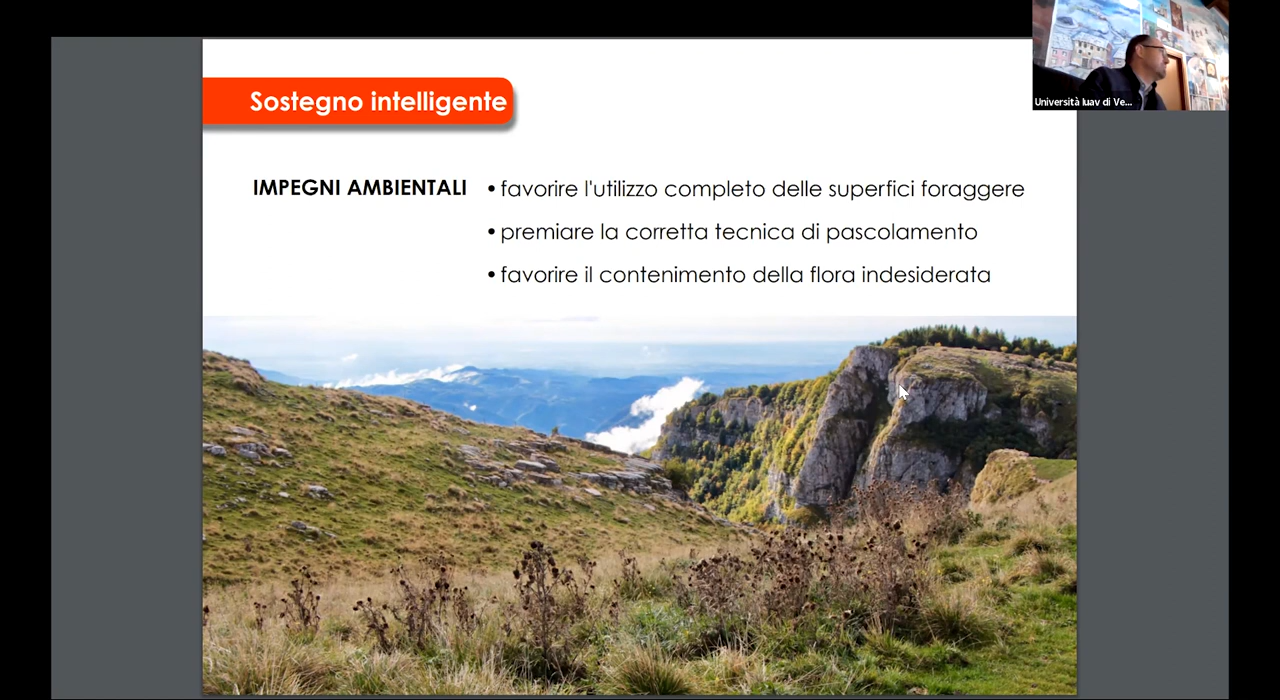 Sostegno intelligente
IMPEGNI AMBIENTALI
• favorire l'utilizzo completo delle superfici foraggere
• premiare la corretta tecnica di pascolamento
• favorire il contenimento della flora indesiderata
Università Iuav di Ve...